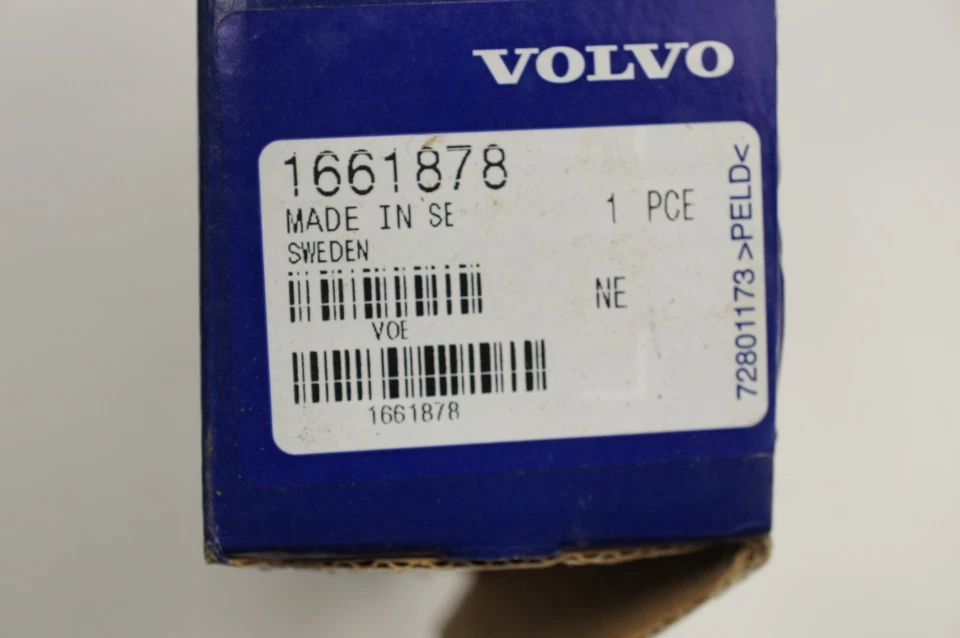 VOLVO
1661878
MADE IN SE
1 PCE
SWEDEN
NE
VOE
1661878
72801173 >PELD<